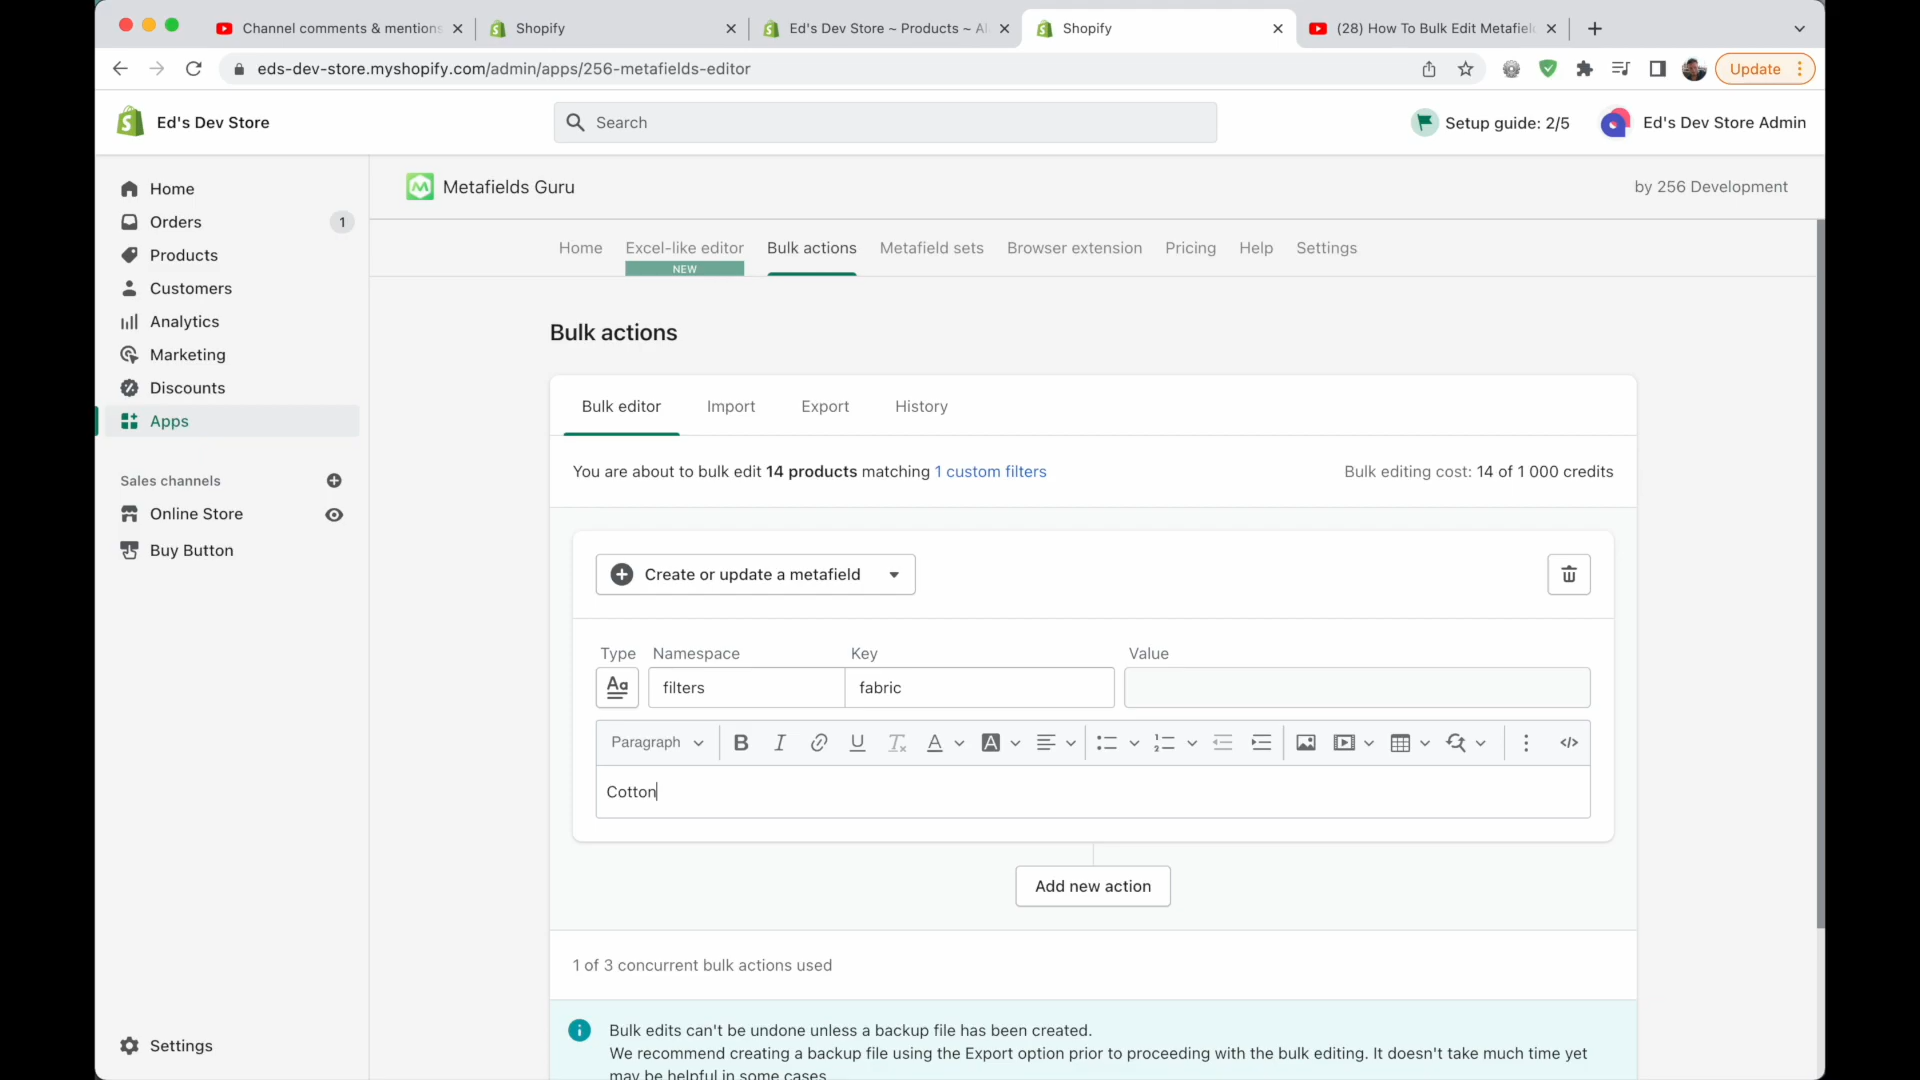 Channel comments & mentions
Shopify
Ed's Dev Store ~ Products ~ Al
Shopify
(28) How To Bulk Edit Metafiel
eds-dev-store.myshopify.com/admin/apps/256-metafields-editor
Update
Ed's Dev Store
Search
Setup guide: 2/5
Ed's Dev Store Admin
Home
Orders
1
Products
Customers
Analytics
Marketing
Discounts
Apps
Sales channels
Online Store
Buy Button
Settings
Metafields Guru
by 256 Development
Home
Excel-like editor
NEW
Bulk actions
Metafield sets
Browser extension
Pricing
Help
Settings
Bulk actions
Bulk editor
Import
Export
History
You are about to bulk edit 14 products matching 1 custom filters
Bulk editing cost: 14 of 1 000 credits
Create or update a metafield
Type
Namespace
Key
Value
Aa
filters
fabric
Paragraph
Cotton
Add new action
1 of 3 concurrent bulk actions used
Bulk edits can't be undone unless a backup file has been created.
We recommend creating a backup file using the Export option prior to proceeding with the bulk editing. It doesn't take much time yet
may be helpful in some cases.